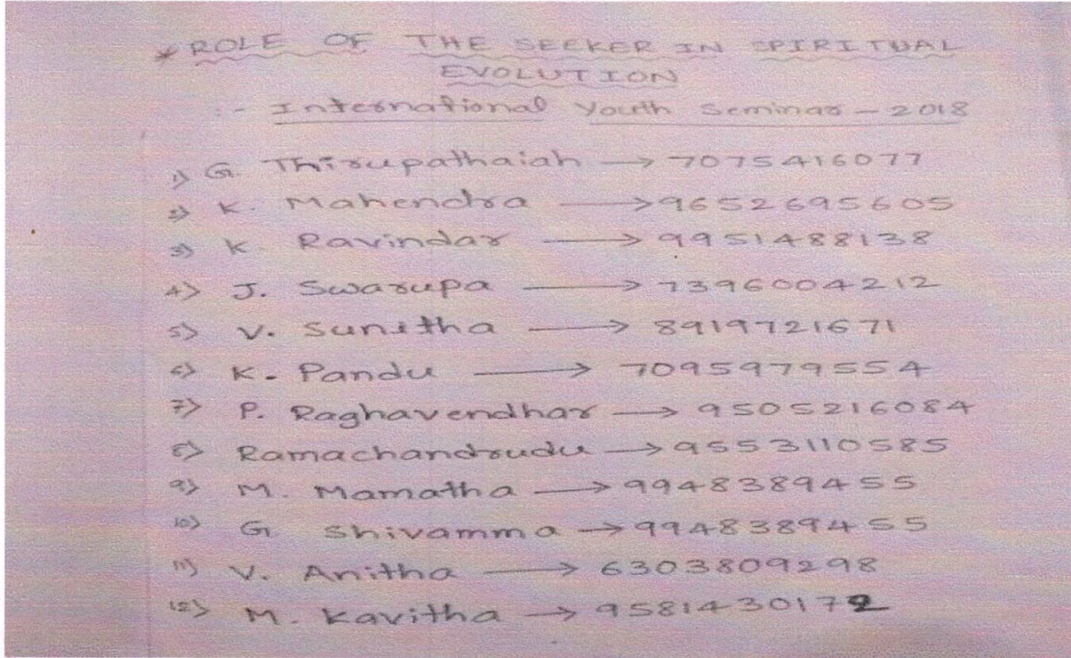 * ROLE OF THE SEEKER IN SPIRITUAL
EVOLUTION
:- International Youth Seminar - 2018
1) G. Thirupathaiah → 7075416077
2) K. Mahendra → 9652695605
3) K Ravindar → 9951488138
4) J. Swarupa → 7396004212
5) V. Sunitha → 8919721671
6) K. Pandu → 7095979554
7) P. Raghavendhar → 9505216084
8) Ramachandrudu → 9553110585
9) M. Mamatha → 9948389455
10) G Shivamma → 9948389455
11) V. Anitha → 6303809298
12) M. Kavitha → 9581430172